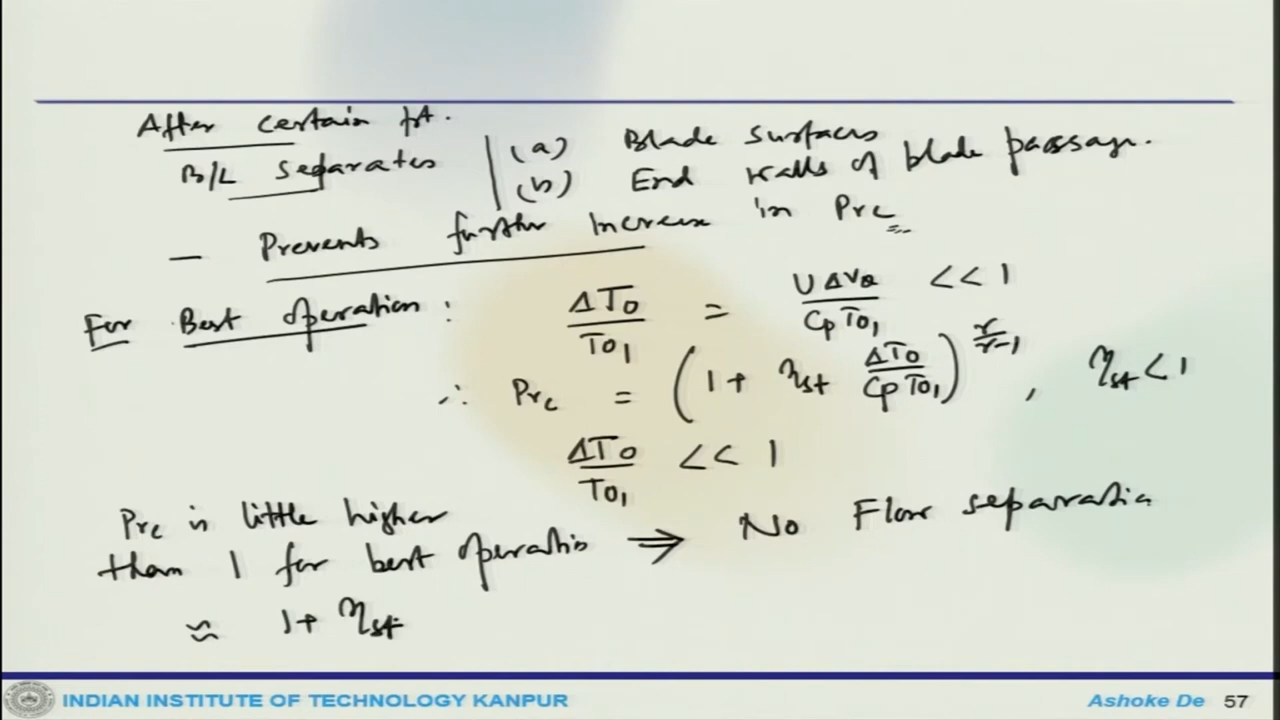 After certain pt.
B/L separates | (a) Blade surfaces
(b) End walls of blade passage.
— Prevents further increase in Prc
For Best operation : ΔT0/T01 = UΔVθ/CpT01 << 1
∴ Prc = (1 + ηst ΔT0/CpT01)^(r/r-1) , ηst < 1
ΔT0/T01 << 1
Prc is little higher
than 1 for best operation ⇒ No Flow separation
≈ 1 + ηst
INDIAN INSTITUTE OF TECHNOLOGY KANPUR
Ashoke De 57